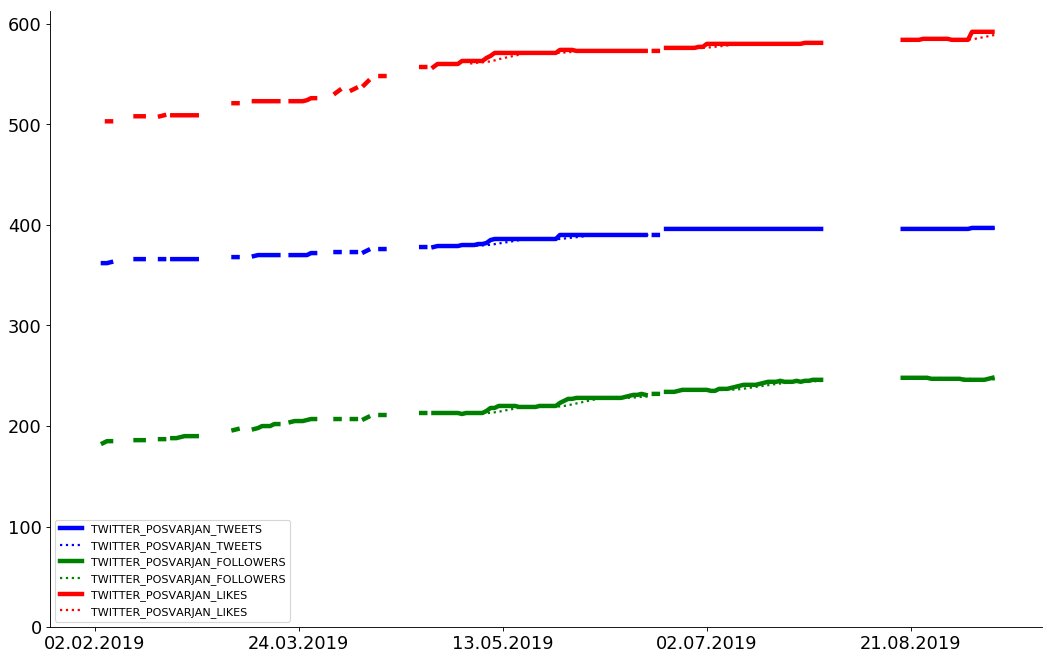 600
500
400
300
200
100
0
TWITTER_POSVARJAN_TWEETS
TWITTER_POSVARJAN_TWEETS
TWITTER_POSVARJAN_FOLLOWERS
TWITTER_POSVARJAN_FOLLOWERS
TWITTER_POSVARJAN_LIKES
TWITTER_POSVARJAN_LIKES
02.02.2019 24.03.2019 13.05.2019 02.07.2019 21.08.2019